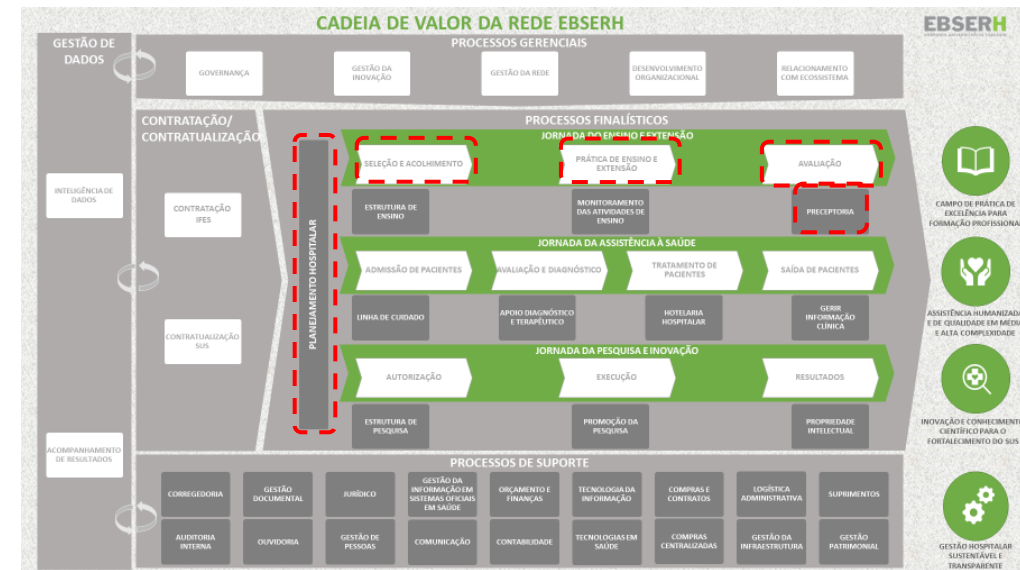 CADEIA DE VALOR DA REDE EBSERH
EBSERH
GESTÃO DE
DADOS
PROCESSOS GERENCIAIS
GOVERNANÇA
GESTÃO DA
INOVAÇÃO
GESTÃO DA REDE
DESENVOLVIMENTO
ORGANIZACIONAL
RELACIONAMENTO
COM ECOSSISTEMA
INTELIGÊNCIA DE
DADOS
ACOMPANHAMENTO
DE RESULTADOS
CONTRATAÇÃO/
CONTRATUALIZAÇÃO
CONTRATAÇÃO
IFES
CONTRATUALIZAÇÃO
SUS
PROCESSOS FINALÍSTICOS
PLANEJAMENTO HOSPITALAR
JORNADA DO ENSINO E EXTENSÃO
SELEÇÃO E ACOLHIMENTO
PRÁTICA DE ENSINO E
EXTENSÃO
AVALIAÇÃO
ESTRUTURA DE
ENSINO
MONITORAMENTO
DAS ATIVIDADES DE
ENSINO
PRECEPTORIA
JORNADA DA ASSISTÊNCIA À SAÚDE
ADMISSÃO DE PACIENTES
AVALIAÇÃO E DIAGNÓSTICO
TRATAMENTO DE
PACIENTES
SAÍDA DE PACIENTES
LINHA DE CUIDADO
APOIO DIAGNÓSTICO
E TERAPÊUTICO
HOTELARIA
HOSPITALAR
GERIR
INFORMAÇÃO
CLÍNICA
JORNADA DA PESQUISA E INOVAÇÃO
AUTORIZAÇÃO
EXECUÇÃO
RESULTADOS
ESTRUTURA DE
PESQUISA
PROMOÇÃO DA
PESQUISA
PROPRIEDADE
INTELECTUAL
PROCESSOS DE SUPORTE
CORREGEDORIA
GESTÃO
DOCUMENTAL
JURÍDICO
GESTÃO DA
INFORMAÇÃO EM
SISTEMAS OFICIAIS
EM SAÚDE
ORÇAMENTO E
FINANÇAS
TECNOLOGIA DA
INFORMAÇÃO
COMPRAS E
CONTRATOS
LOGÍSTICA
ADMINISTRATIVA
SUPRIMENTOS
AUDITORIA
INTERNA
OUVIDORIA
GESTÃO DE
PESSOAS
COMUNICAÇÃO
CONTABILIDADE
TECNOLOGIAS EM
SAÚDE
COMPRAS
CENTRALIZADAS
GESTÃO DA
INFRAESTRUTURA
GESTÃO
PATRIMONIAL
CAMPO DE PRÁTICA DE
EXCELÊNCIA PARA
FORMAÇÃO PROFISSIONAL
ASSISTÊNCIA HUMANIZADA
E DE QUALIDADE EM MÉDIA
E ALTA COMPLEXIDADE
INOVAÇÃO E CONHECIMENTO
CIENTÍFICO PARA O
FORTALECIMENTO DO SUS
GESTÃO HOSPITALAR
SUSTENTÁVEL E
TRANSPARENTE